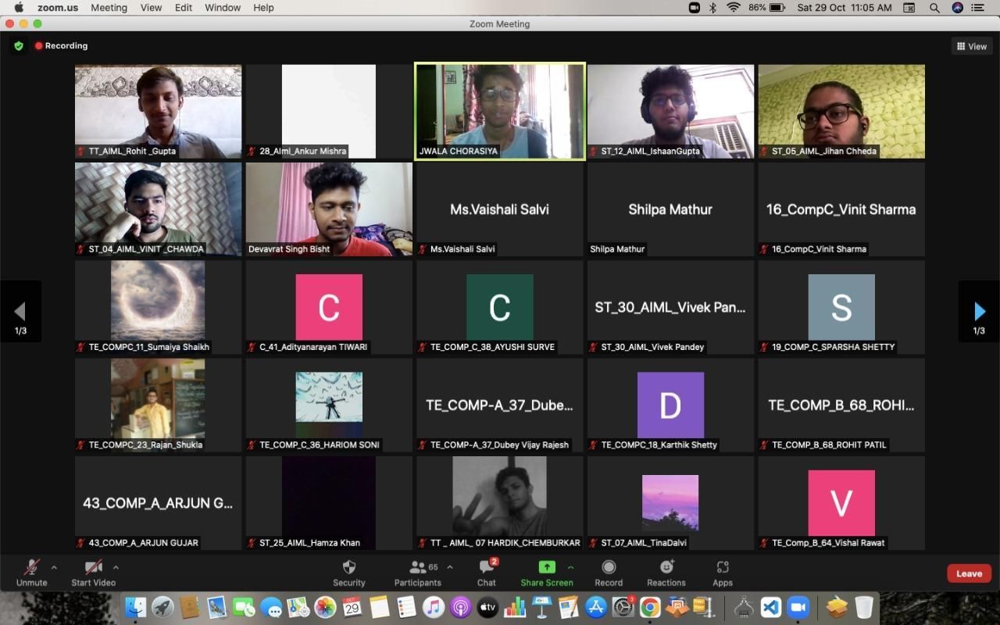 zoom.us Meeting View Edit Window Help 86% Sat 29 Oct 11:05 AM
Zoom Meeting
Recording
View
TT_AIML_Rohit _Gupta
28_AIml_Ankur Mishra
JWALA CHORASIYA
ST_12_AIML_IshaanGupta
ST_05_AIML_Jihan Chheda
ST_04_AIML_VINIT _CHAWDA
Devavrat Singh Bisht
Ms.Vaishali Salvi
Ms.Vaishali Salvi
Shilpa Mathur
Shilpa Mathur
16_CompC_Vinit Sharma
16_CompC_Vinit Sharma
1/3
1/3
TE_COMPC_11_Sumaiya Shaikh
C
C_41_Adityanarayan TIWARI
C
TE_COMP_C_38_AYUSHI SURVE
ST_30_AIML_Vivek Pan...
ST_30_AIML_Vivek Pandey
S
19_COMP_C_SPARSHA SHETTY
TE_COMPC_23_Rajan_Shukla
TE_COMP_C_36_HARIOM SONI
TE_COMP-A_37_Dube...
TE_COMP-A_37_Dubey Vijay Rajesh
D
TE_COMPC_18_Karthik Shetty
TE_COMP_B_68_ROHI...
TE_COMP_B_68_ROHIT PATIL
43_COMP_A_ARJUN G...
43_COMP_A_ARJUN GUJAR
ST_25_AIML_Hamza Khan
TT _ AIML_ 07 HARDIK_CHEMBURKAR
ST_07_AIML_TinaDalvi
V
TE_Comp_B_64_Vishal Rawat
Unmute
Start Video
Security
65
Participants
2
Chat
Share Screen
Record
Reactions
Apps
Leave
OCT
29
tv
3